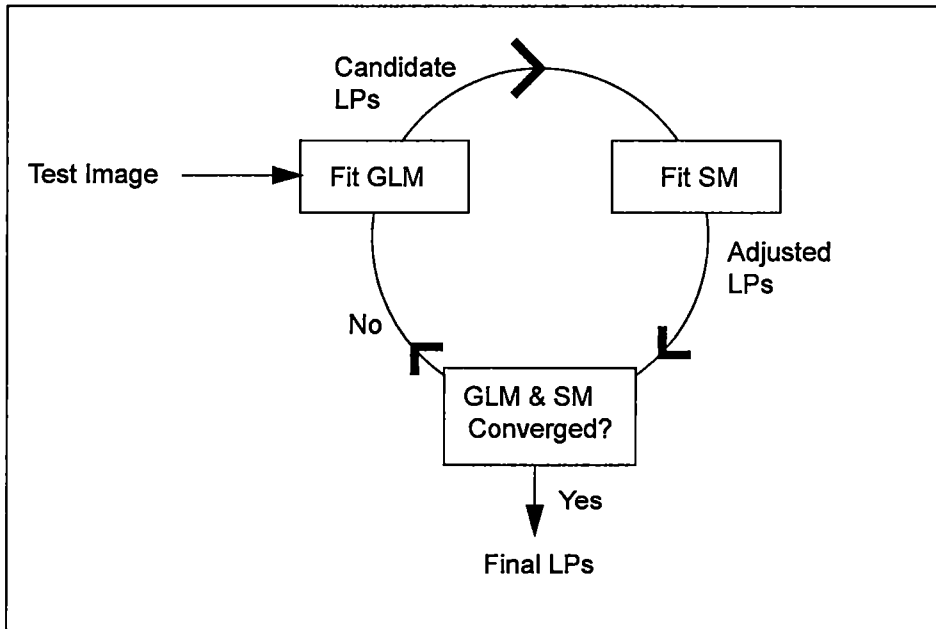 Candidate
LPs
Test Image
Fit GLM
Fit SM
Adjusted
LPs
No
GLM & SM
Converged?
Yes
Final LPs